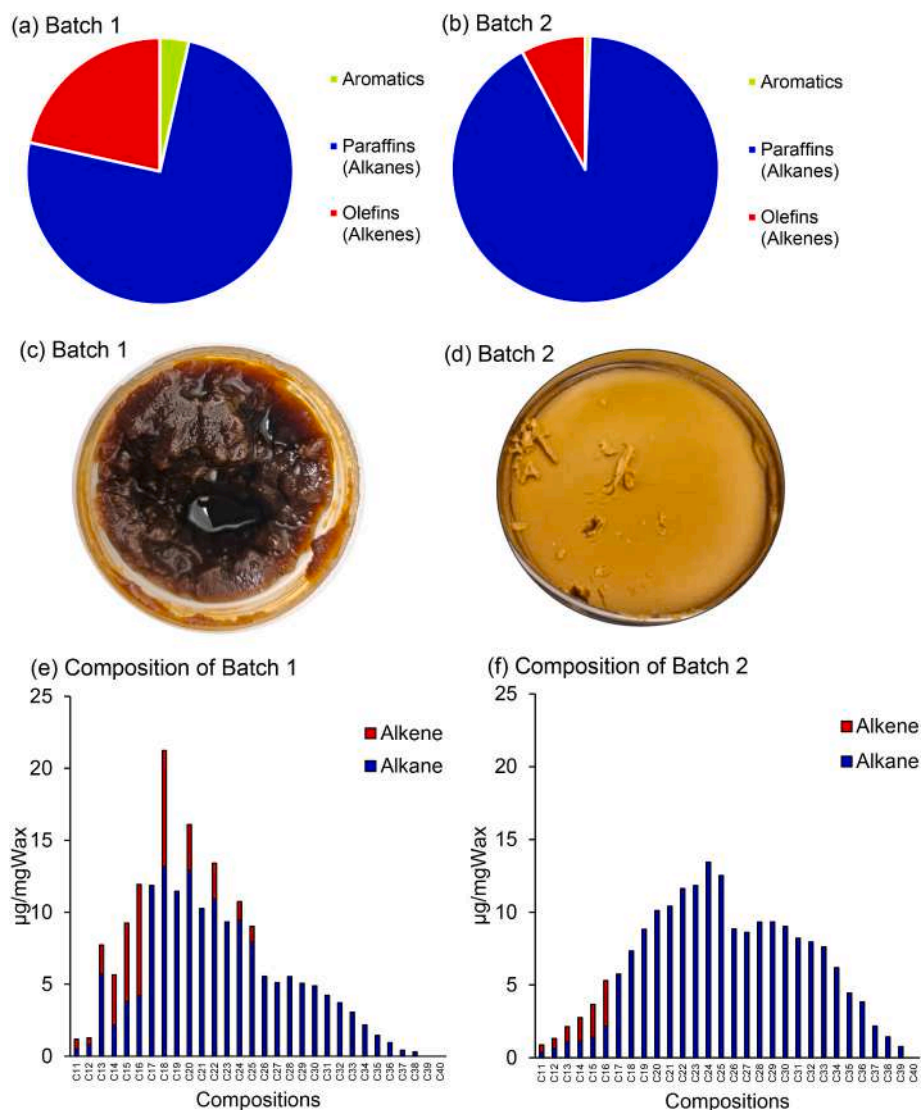 (a) Batch 1
(b) Batch 2
Aromatics
Paraffins
(Alkanes)
Olefins
(Alkenes)
Aromatics
Paraffins
(Alkanes)
Olefins
(Alkenes)
(c) Batch 1
(d) Batch 2
(e) Composition of Batch 1
25
20
15
10
5
0
µg/mgWax
Alkene
Alkane
C11 C12 C13 C14 C15 C16 C17 C18 C19 C20 C21 C22 C23 C24 C25 C26 C27 C28 C29 C30 C31 C32 C33 C34 C35 C36 C37 C38 C39 C40
Compositions
(f) Composition of Batch 2
25
20
15
10
5
0
µg/mgWax
Alkene
Alkane
C11 C12 C13 C14 C15 C16 C17 C18 C19 C20 C21 C22 C23 C24 C25 C26 C27 C28 C29 C30 C31 C32 C33 C34 C35 C36 C37 C38 C39 C40
Compositions